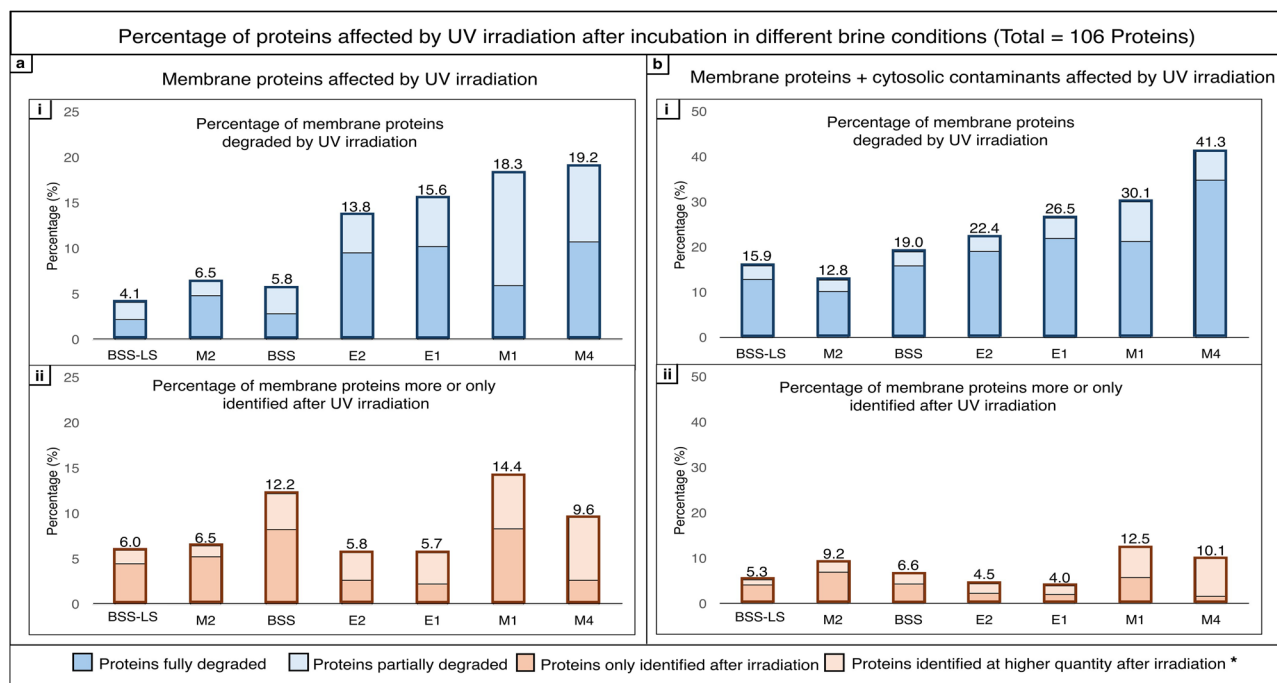 Percentage of proteins affected by UV irradiation after incubation in different brine conditions (Total = 106 Proteins)
a
Membrane proteins affected by UV irradiation
i
Percentage of membrane proteins
degraded by UV irradiation
Percentage (%)
25
20
15
10
5
0
4.1
6.5
5.8
13.8
15.6
18.3
19.2
BSS-LS M2 BSS E2 E1 M1 M4
ii
Percentage of membrane proteins more or only
identified after UV irradiation
Percentage (%)
25
20
15
10
5
0
6.0
6.5
12.2
5.8
5.7
14.4
9.6
BSS-LS M2 BSS E2 E1 M1 M4
b
Membrane proteins + cytosolic contaminants affected by UV irradiation
i
Percentage of membrane proteins
degraded by UV irradiation
Percentage (%)
50
40
30
20
10
0
15.9
12.8
19.0
22.4
26.5
30.1
41.3
BSS-LS M2 BSS E2 E1 M1 M4
ii
Percentage of membrane proteins more or only
identified after UV irradiation
Percentage (%)
50
40
30
20
10
0
5.3
9.2
6.6
4.5
4.0
12.5
10.1
BSS-LS M2 BSS E2 E1 M1 M4
Proteins fully degraded Proteins partially degraded Proteins only identified after irradiation Proteins identified at higher quantity after irradiation *